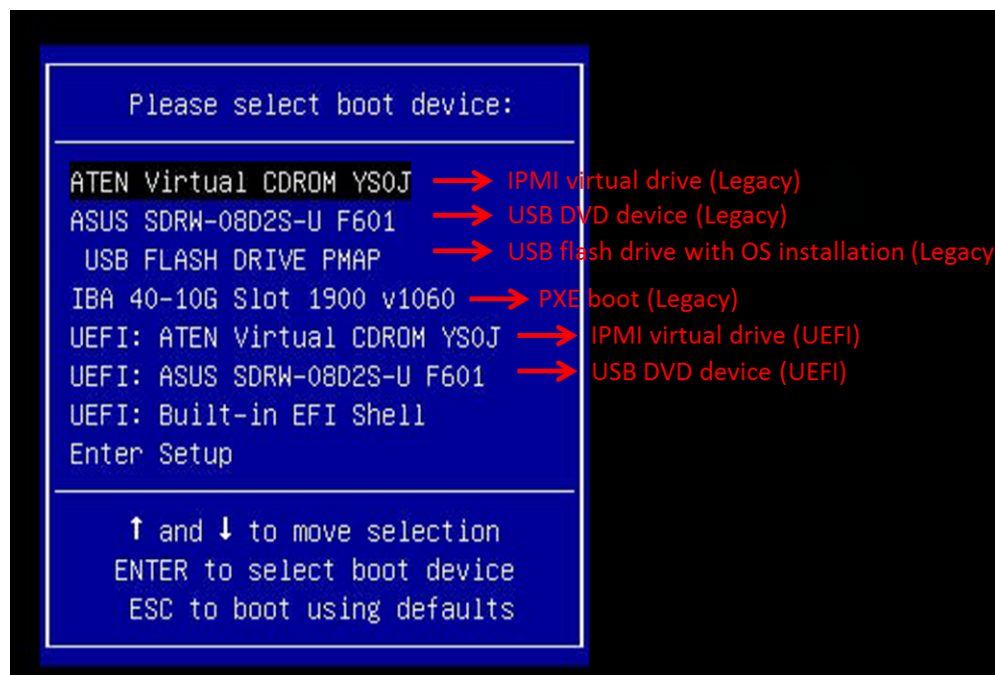 Please select boot device:
ATEN Virtual CDROM YS0J → IPMI virtual drive (Legacy)
ASUS SDRW-08D2S-U F601 → USB DVD device (Legacy)
USB FLASH DRIVE PMAP → USB flash drive with OS installation (Legacy
IBA 40-10G Slot 1900 v1060 → PXE boot (Legacy)
UEFI: ATEN Virtual CDROM YS0J → IPMI virtual drive (UEFI)
UEFI: ASUS SDRW-08D2S-U F601 → USB DVD device (UEFI)
UEFI: Built-in EFI Shell
Enter Setup
↑ and ↓ to move selection
ENTER to select boot device
ESC to boot using defaults